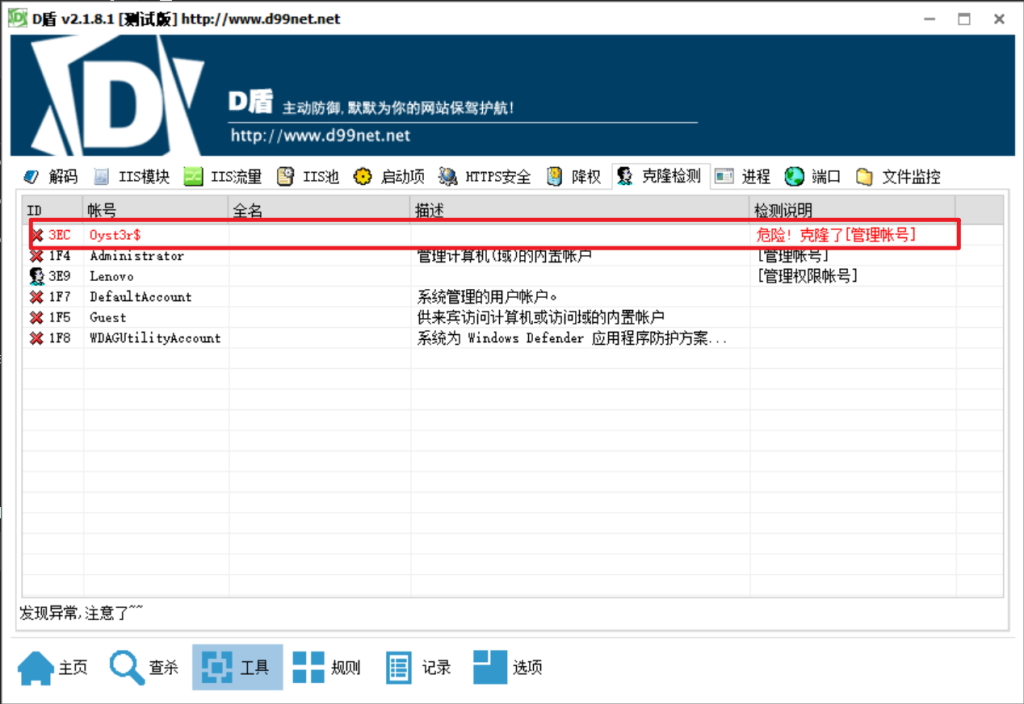 D盾 v2.1.8.1 [测试版] http://www.d99net.net
D盾 主动防御,默默为你的网站保驾护航!
http://www.d99net.net
解码 IIS模块 IIS流量 IIS池 启动项 HTTPS安全 降权 克隆检测 进程 端口 文件监控
ID 帐号 全名 描述 检测说明
3EC 0yst3r$ 危险! 克隆了[管理帐号]
1F4 Administrator 管理计算机(域)的内置帐户 [管理帐号]
3E9 Lenovo [管理权限帐号]
1F7 DefaultAccount 系统管理的用户帐户。
1F5 Guest 供来宾访问计算机或访问域的内置帐户
1F8 WDAGUtilityAccount 系统为 Windows Defender 应用程序防护方案...
发现异常,注意了~~
主页 查杀 工具 规则 记录 选项